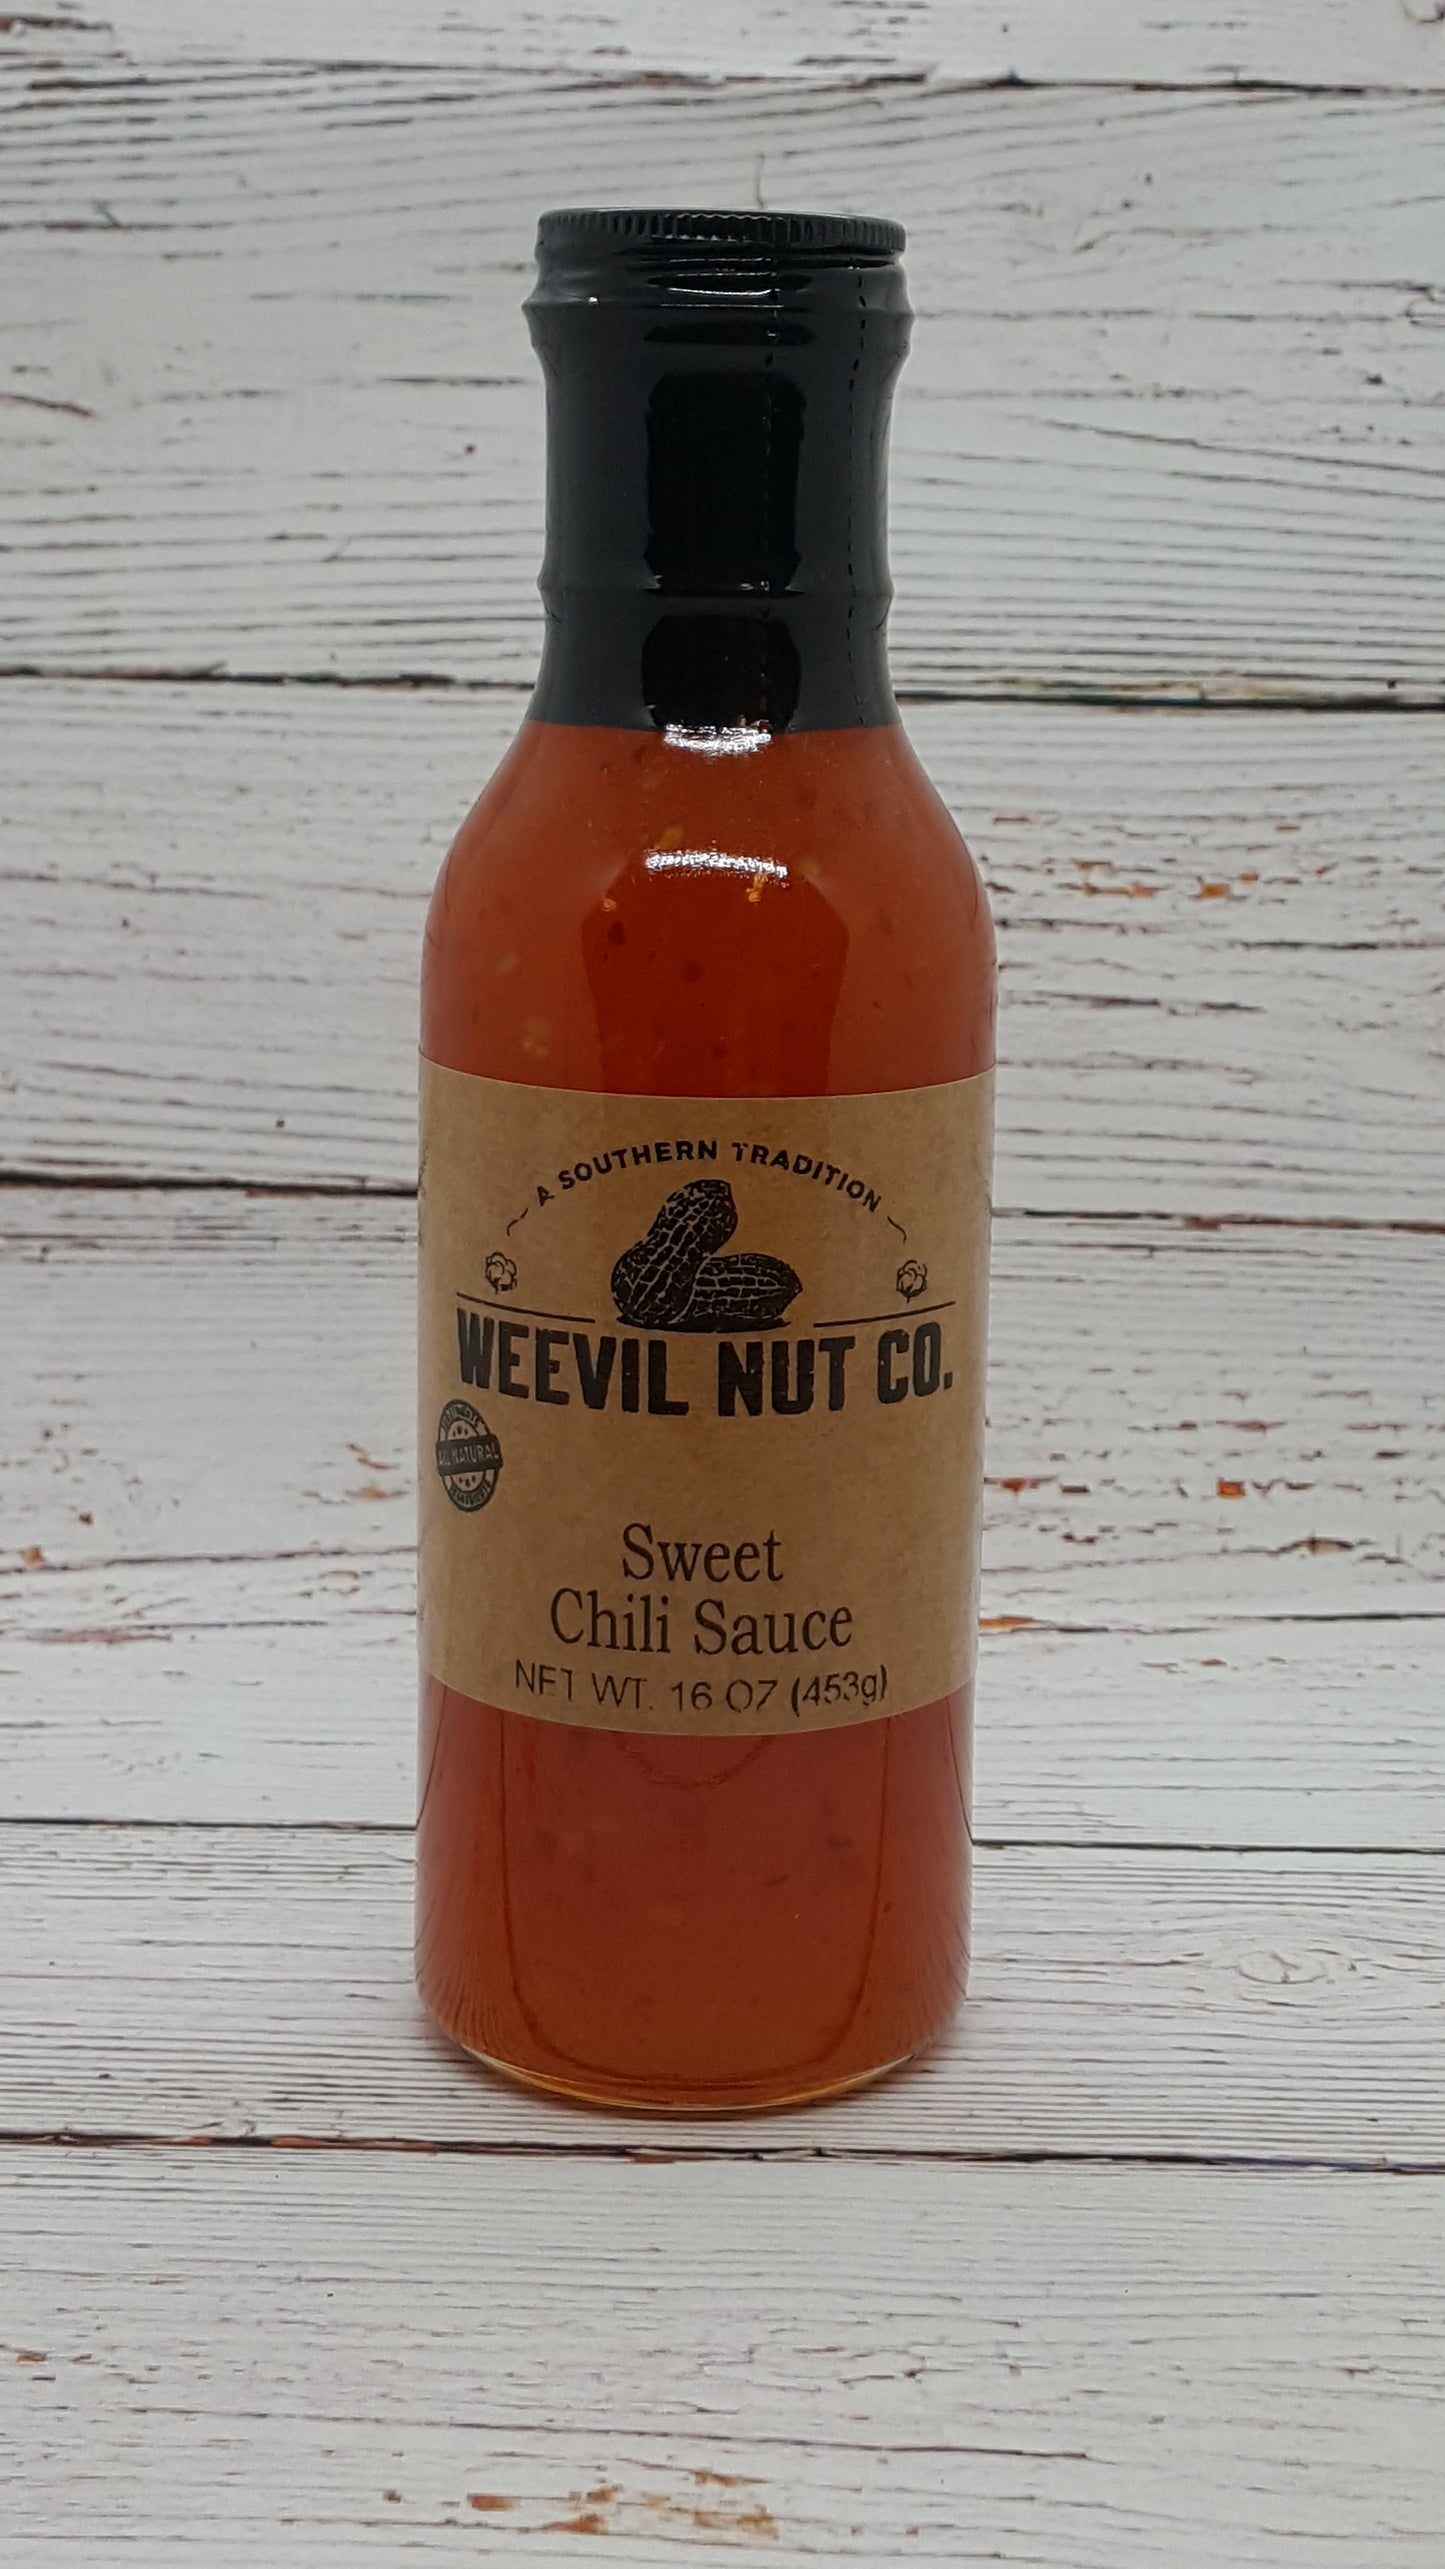 A SOUTHERN TRADITION
WEEVIL NUT CO.
ALL NATURAL
Sweet
Chili Sauce
NET WT. 16 OZ (453g)